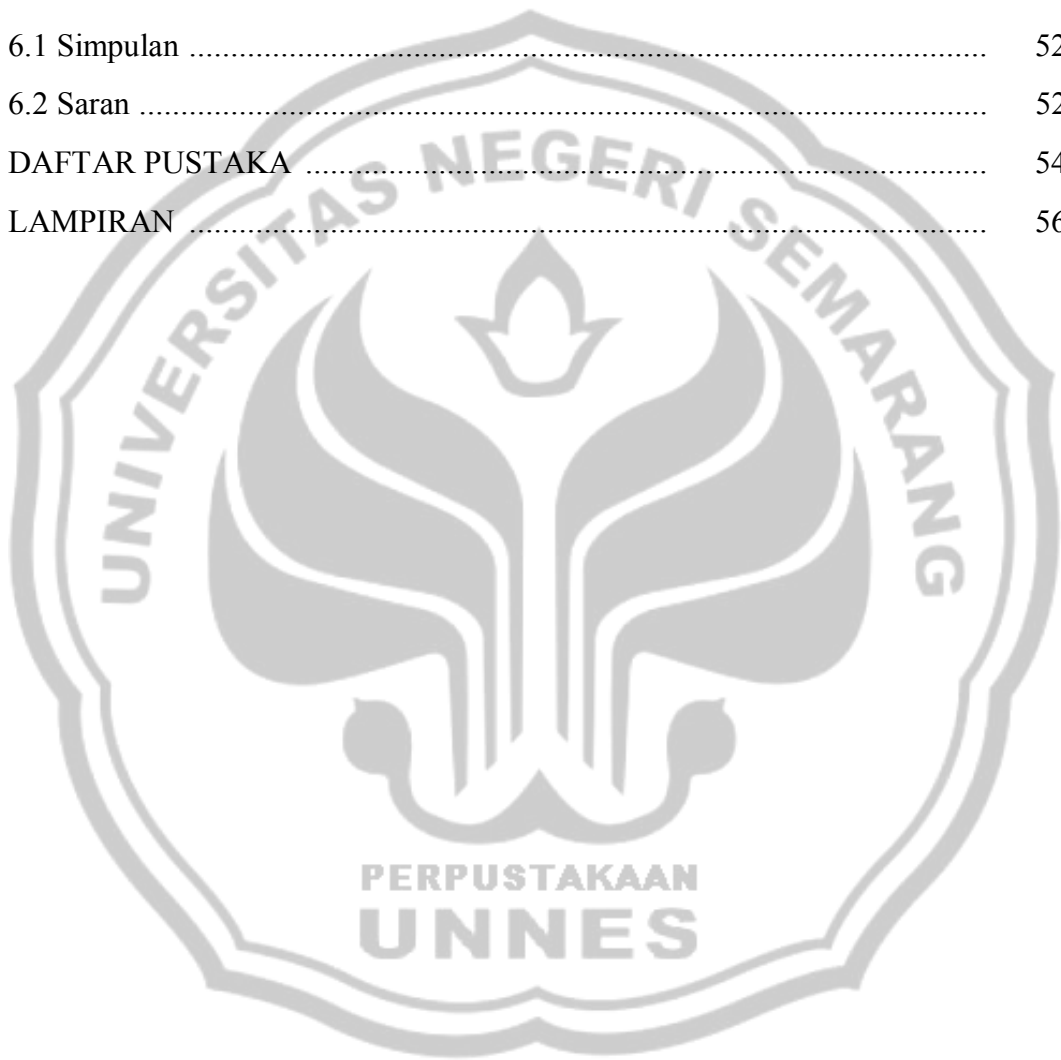 6.1 Simpulan ................................................................................................ 52
6.2 Saran ...................................................................................................... 52
DAFTAR PUSTAKA .................................................................................. 54
LAMPIRAN ................................................................................................ 56
UNIVERSITAS NEGERI SEMARANG
PERPUSTAKAAN
UNNES